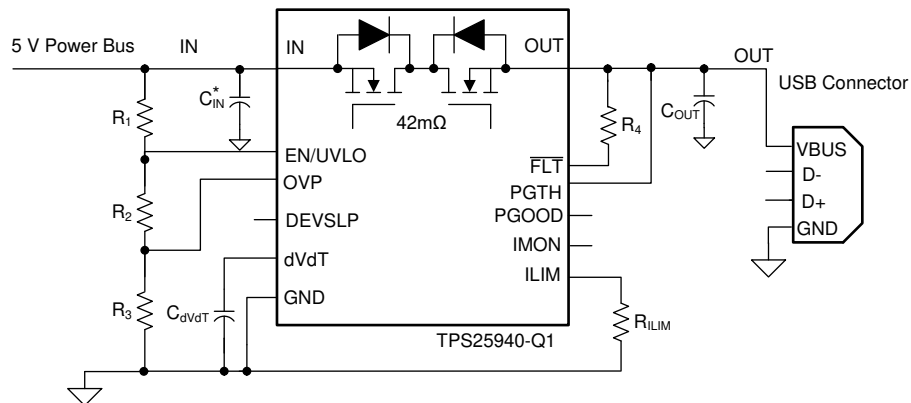 5 V Power Bus
IN
IN
OUT
OUT
USB Connector
C*IN
R1
42mΩ
R4
COUT
EN/UVLO
FLT
VBUS
OVP
PGTH
D-
R2
DEVSLP
PGOOD
D+
IMON
GND
dVdT
ILIM
R3
CdVdT
GND
RILIM
TPS25940-Q1